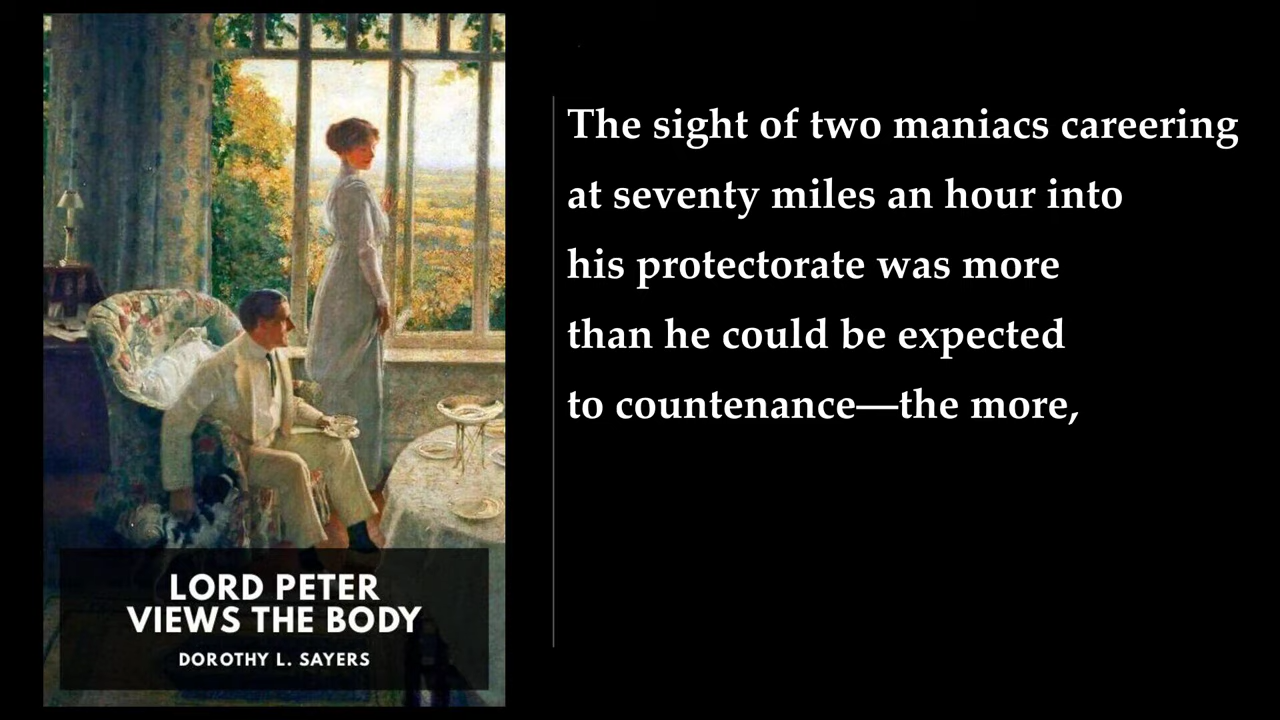 The sight of two maniacs careering
at seventy miles an hour into
his protectorate was more
than he could be expected
to countenance—the more,
LORD PETER
VIEWS THE BODY
DOROTHY L. SAYERS